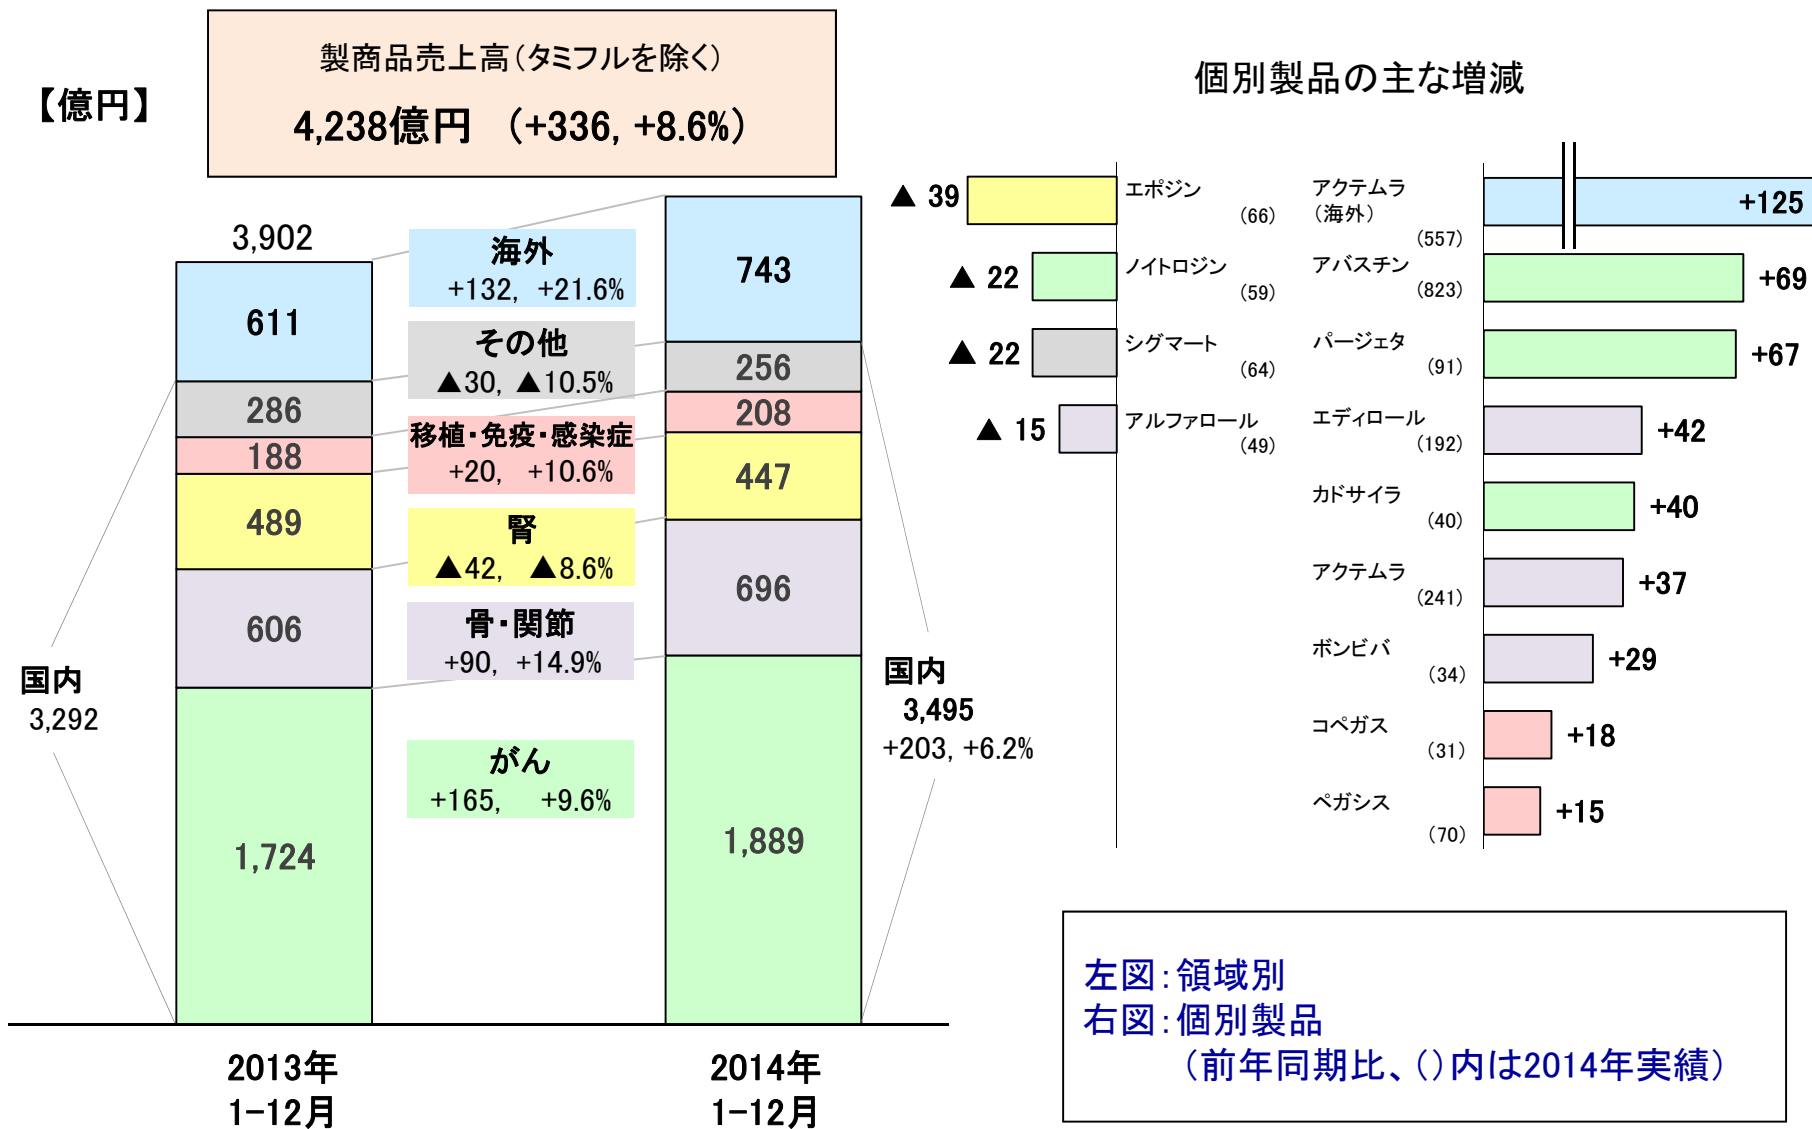 製商品売上高(タミフルを除く)
4,238億円 (+336, +8.6%)
【億円】
3,902
611
286
188
489
606
1,724
国内
3,292
海外
+132, +21.6%
その他
▲30, ▲10.5%
移植・免疫・感染症
+20, +10.6%
腎
▲42, ▲8.6%
骨・関節
+90, +14.9%
がん
+165, +9.6%
743
256
208
447
696
1,889
国内
3,495
+203, +6.2%
2013年
1-12月
2014年
1-12月
個別製品の主な増減
▲ 39
エポジン
(66)
▲ 22
ノイトロジン
(59)
▲ 22
シグマート
(64)
▲ 15
アルファロール
(49)
アクテムラ
(海外)
(557)
+125
アバスチン
(823)
+69
パージェタ
(91)
+67
エディロール
(192)
+42
カドサイラ
(40)
+40
アクテムラ
(241)
+37
ボンビバ
(34)
+29
コペガス
(31)
+18
ペガシス
(70)
+15
左図:領域別
右図:個別製品
(前年同期比、()内は2014年実績)